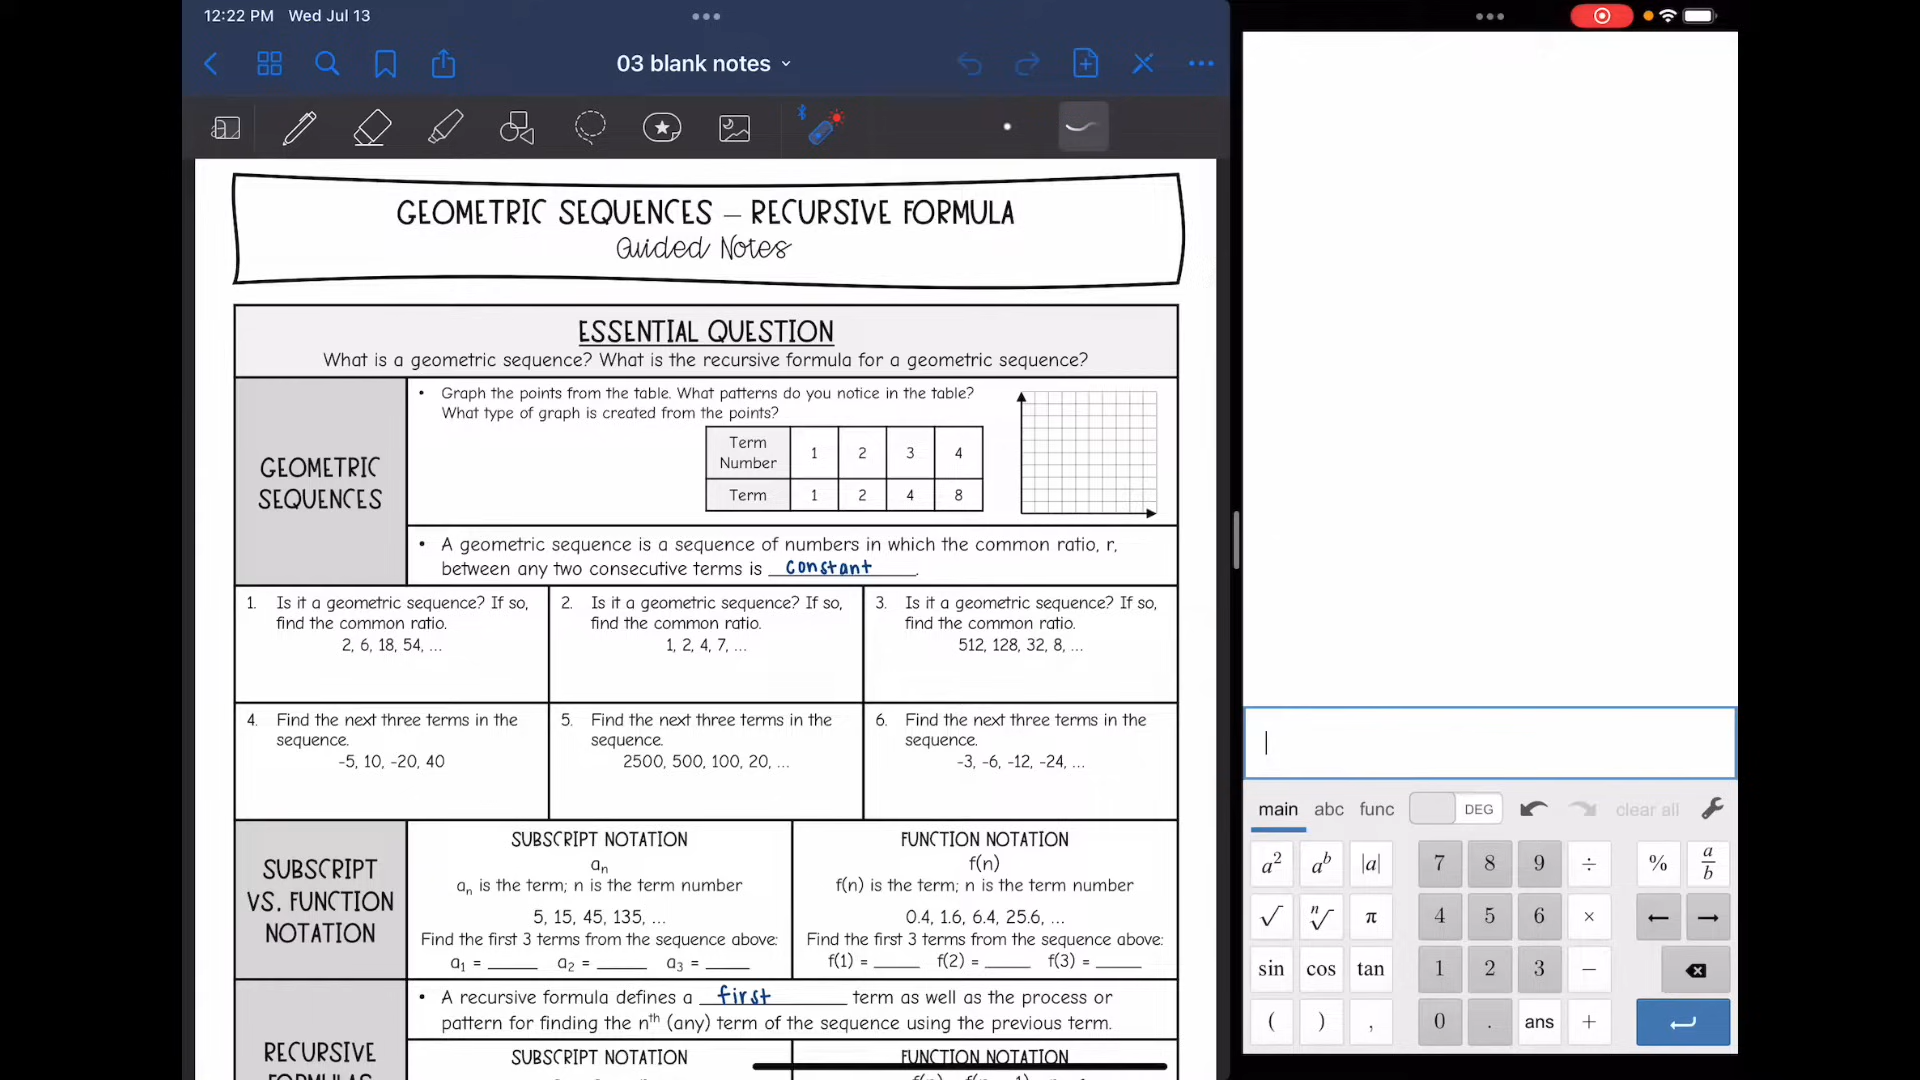 12:22 PM Wed Jul 13
03 blank notes
GEOMETRIC SEQUENCES – RECURSIVE FORMULA
Guided Notes
ESSENTIAL QUESTION
What is a geometric sequence? What is the recursive formula for a geometric sequence?
GEOMETRIC
SEQUENCES
• Graph the points from the table. What patterns do you notice in the table?
What type of graph is created from the points?
Term
Number 1 2 3 4
Term 1 2 4 8
• A geometric sequence is a sequence of numbers in which the common ratio, r,
between any two consecutive terms is constant.
1. Is it a geometric sequence? If so,
find the common ratio.
2, 6, 18, 54, ...
2. Is it a geometric sequence? If so,
find the common ratio.
1, 2, 4, 7, ...
3. Is it a geometric sequence? If so,
find the common ratio.
512, 128, 32, 8, ...
4. Find the next three terms in the
sequence.
-5, 10, -20, 40
5. Find the next three terms in the
sequence.
2500, 500, 100, 20, ...
6. Find the next three terms in the
sequence.
-3, -6, -12, -24, ...
SUBSCRIPT
VS. FUNCTION
NOTATION
SUBSCRIPT NOTATION
aₙ
aₙ is the term; n is the term number
5, 15, 45, 135, ...
Find the first 3 terms from the sequence above:
a₁ = _____ a₂ = _____ a₃ = _____
FUNCTION NOTATION
f(n)
f(n) is the term; n is the term number
0.4, 1.6, 6.4, 25.6, ...
Find the first 3 terms from the sequence above:
f(1) = _____ f(2) = _____ f(3) = _____
RECURSIVE
FORMULAS
• A recursive formula defines a first term as well as the process or
pattern for finding the nᵗʰ (any) term of the sequence using the previous term.
SUBSCRIPT NOTATION
FUNCTION NOTATION
main abc func DEG clear all
a² aᵇ |a| 7 8 9 ÷ % a/b
√ ⁿ√ π 4 5 6 × ← →
sin cos tan 1 2 3 −
( ) , 0 . ans +